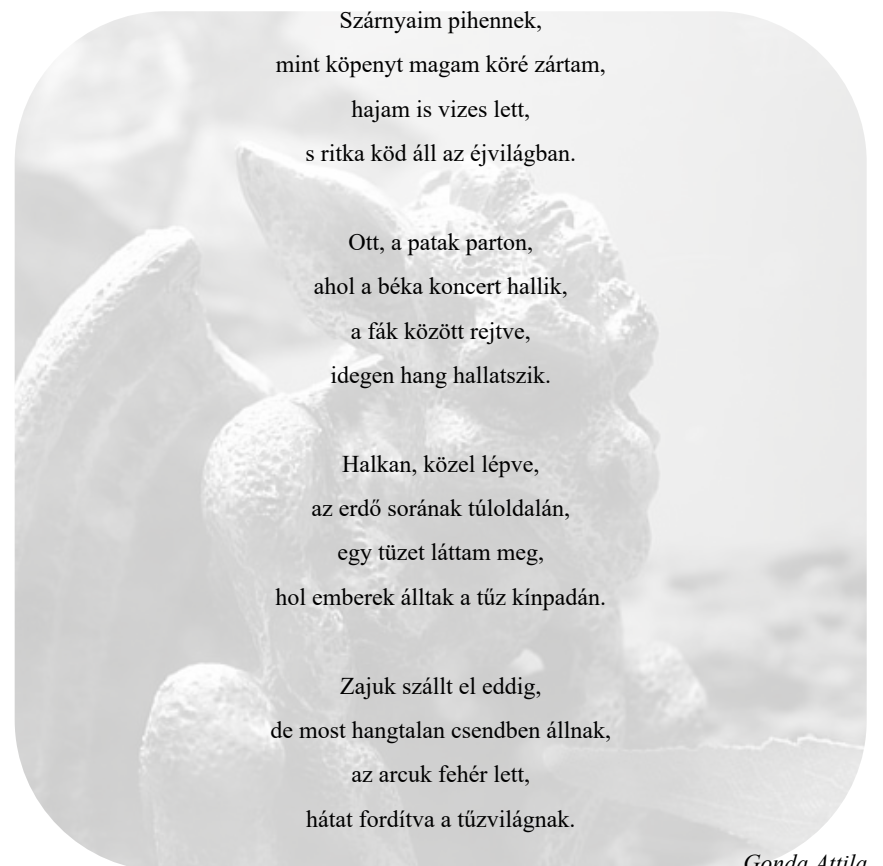 Szárnyaim pihennek,
mint köpenyt magam köré zártam,
hajam is vizes lett,
s ritka köd áll az éjvilágban.
Ott, a patak parton,
ahol a béka koncert hallik,
a fák között rejtve,
idegen hang hallatszik.
Halkan, közel lépve,
az erdő sorának túloldalán,
egy tüzet láttam meg,
hol emberek álltak a tűz kínpadán.
Zajuk szállt el eddig,
de most hangtalan csendben állnak,
az arcuk fehér lett,
hátat fordítva a tűzvilágnak.
Gonda Attila